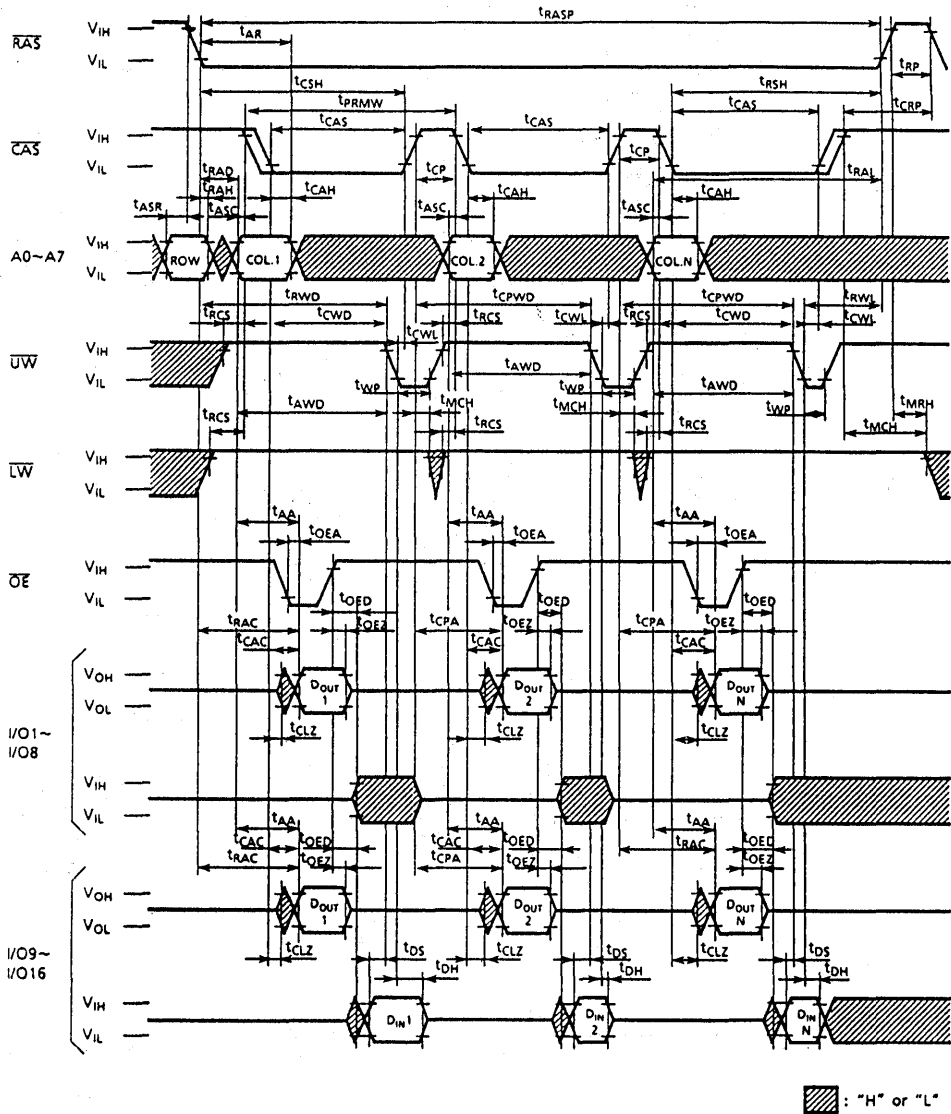 tRASP
tAR
RAS
VIH
VIL
tRP
tCSH
tRSH
tPRMW
tCAS
tCRP
tCAS
tCAS
CAS
VIH
VIL
tCP
tCP
tRAD
tRAL
tRAH
tCAH
tCAH
tCAH
tASR
tASC
tASC
tASC
A0~A7
VIH
VIL
ROW
COL.1
COL.2
COL.N
tRWD
tCPWD
tCPWD
tRWL
tRCS
tCWD
tCWL
tRCS
tCWL
tRCS
tCWD
tCWL
UW
VIH
VIL
tAWD
tWP
tWP
tAWD
tMCH
tMCH
tWP
tMRH
tRCS
tAWD
tRCS
tRCS
tMCH
LW
VIH
VIL
tAA
tAA
tAA
tOEA
tOEA
tOEA
OE
VIH
VIL
tOED
tOED
tOED
tRAC
tOEZ
tCPA
tOEZ
tCPA
tOEZ
tCAC
tCAC
tCAC
I/O1~
I/O8
VOH
VOL
DOUT 1
DOUT 2
DOUT N
tCLZ
tCLZ
tCLZ
VIH
VIL
tAA
tAA
tAA
tCAC
tOED
tCAC
tOED
tOED
tRAC
tOEZ
tCPA
tOEZ
tRAC
tOEZ
I/O9~
I/O16
VOH
VOL
DOUT 1
DOUT 2
DOUT N
tCLZ
tDS
tCLZ
tDS
tCLZ
tDS
tDH
tDH
tDH
VIH
VIL
DIN 1
DIN 2
DIN N
: "H" or "L"